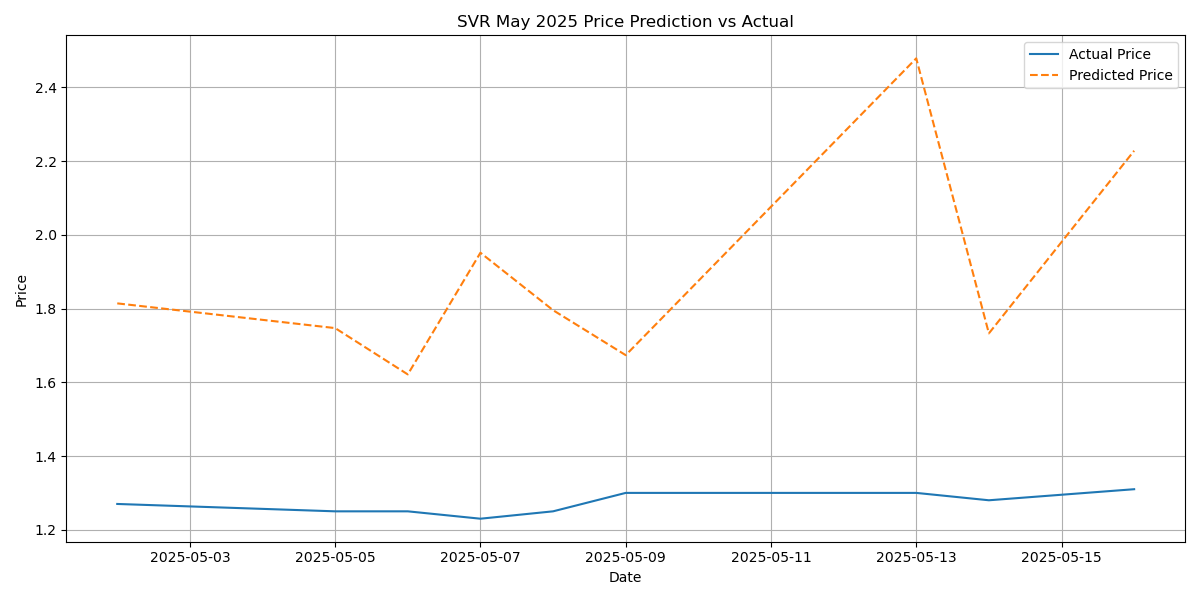 SVR May 2025 Price Prediction vs Actual
Actual Price
Predicted Price
Price
2.4
2.2
2.0
1.8
1.6
1.4
1.2
2025-05-03 2025-05-05 2025-05-07 2025-05-09 2025-05-11 2025-05-13 2025-05-15
Date